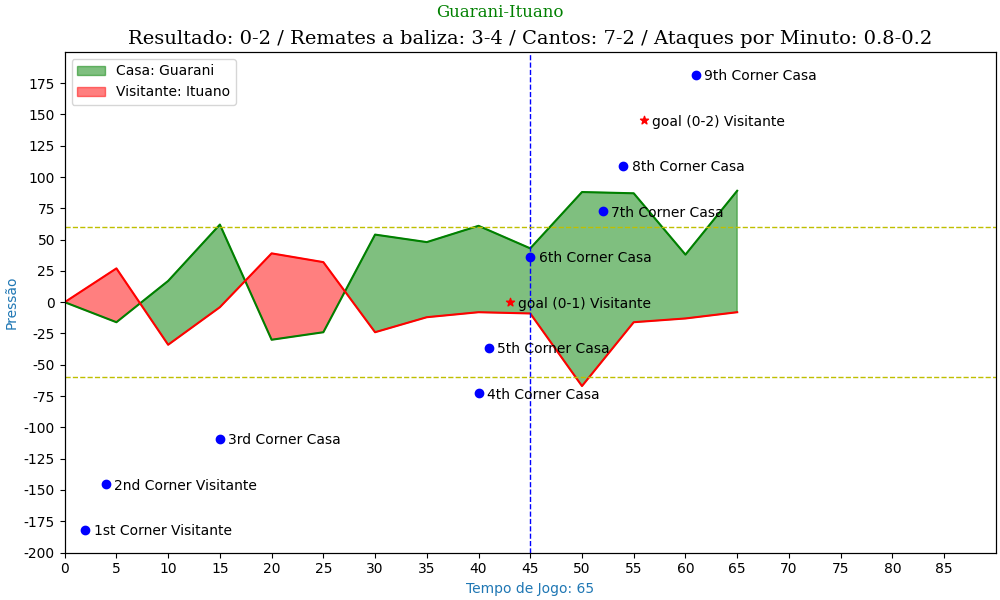 Guarani-Ituano
Resultado: 0-2 / Remates a baliza: 3-4 / Cantos: 7-2 / Ataques por Minuto: 0.8-0.2
Casa: Guarani
Visitante: Ituano
175
150
125
100
75
50
25
0
-25
-50
-75
-100
-125
-150
-175
-200
Pressão
9th Corner Casa
goal (0-2) Visitante
8th Corner Casa
7th Corner Casa
6th Corner Casa
goal (0-1) Visitante
5th Corner Casa
4th Corner Casa
3rd Corner Casa
2nd Corner Visitante
1st Corner Visitante
0 5 10 15 20 25 30 35 40 45 50 55 60 65 70 75 80 85
Tempo de Jogo: 65